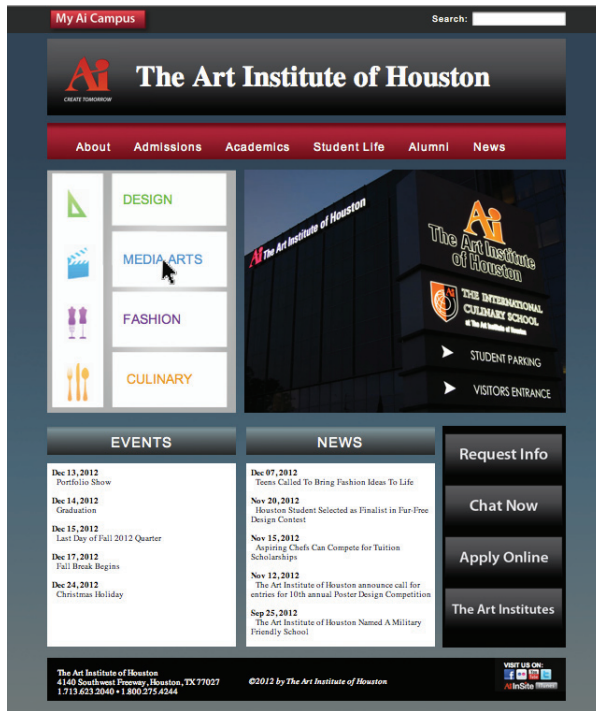 My Ai Campus
Search:
Ai
CREATE TOMORROW
The Art Institute of Houston
About Admissions Academics Student Life Alumni News
DESIGN
MEDIA ARTS
FASHION
CULINARY
Ai The Art Institute of Houston
Ai
The Art Institute
of Houston
Ai
THE INTERNATIONAL
CULINARY SCHOOL
at The Art Institute of Houston
STUDENT PARKING
VISITORS ENTRANCE
EVENTS
Dec 13, 2012
Portfolio Show
Dec 14, 2012
Graduation
Dec 15, 2012
Last Day of Fall 2012 Quarter
Dec 17, 2012
Fall Break Begins
Dec 24, 2012
Christmas Holiday
NEWS
Dec 07, 2012
Teens Called To Bring Fashion Ideas To Life
Nov 20, 2012
Houston Student Selected as Finalist in Fur-Free
Design Contest
Nov 15, 2012
Aspiring Chefs Can Compete for Tuition
Scholarships
Nov 12, 2012
The Art Institute of Houston announce call for
entries for 10th annual Poster Design Competition
Sep 25, 2012
The Art Institute of Houston Named A Military
Friendly School
Request Info
Chat Now
Apply Online
The Art Institutes
The Art Institute of Houston
4140 Southwest Freeway, Houston, TX 77027
1.713.623.2040 • 1.800.275.4244
©2012 by The Art Institute of Houston
VISIT US ON:
AiInSite